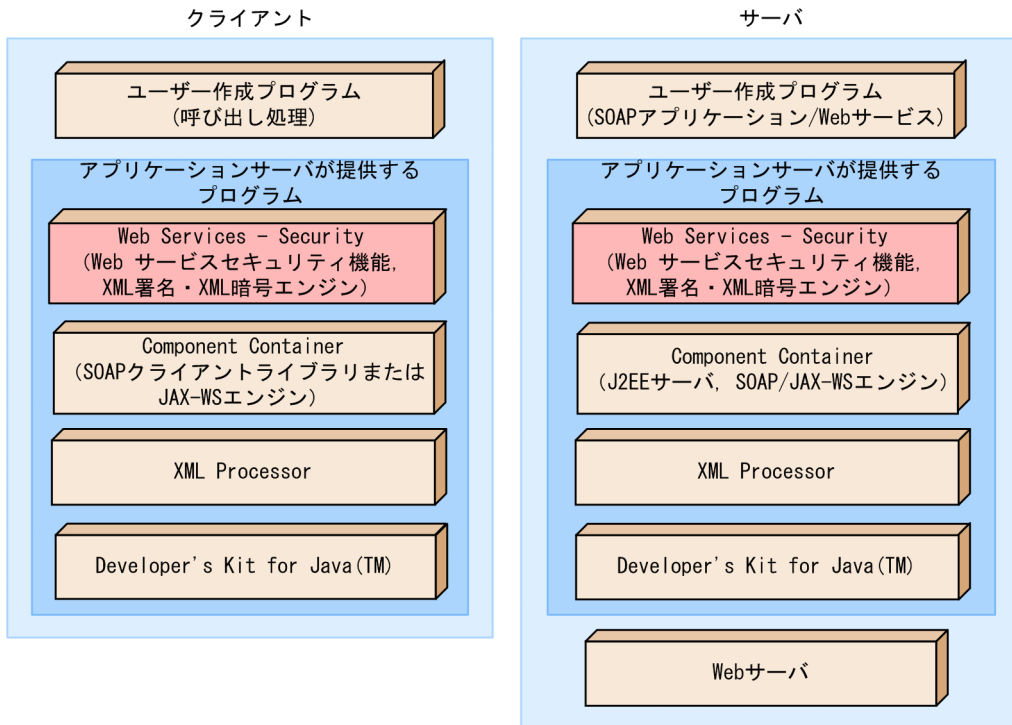 クライアント
ユーザー作成プログラム
(呼び出し処理)
アプリケーションサーバが提供する
プログラム
Web Services - Security
(Web サービスセキュリティ機能,
XML署名・XML暗号エンジン)
Component Container
(SOAPクライアントライブラリまたは
JAX-WSエンジン)
XML Processor
Developer's Kit for Java(TM)
サーバ
ユーザー作成プログラム
(SOAPアプリケーション/Webサービス)
アプリケーションサーバが提供する
プログラム
Web Services - Security
(Web サービスセキュリティ機能,
XML署名・XML暗号エンジン)
Component Container
(J2EEサーバ, SOAP/JAX-WSエンジン)
XML Processor
Developer's Kit for Java(TM)
Webサーバ